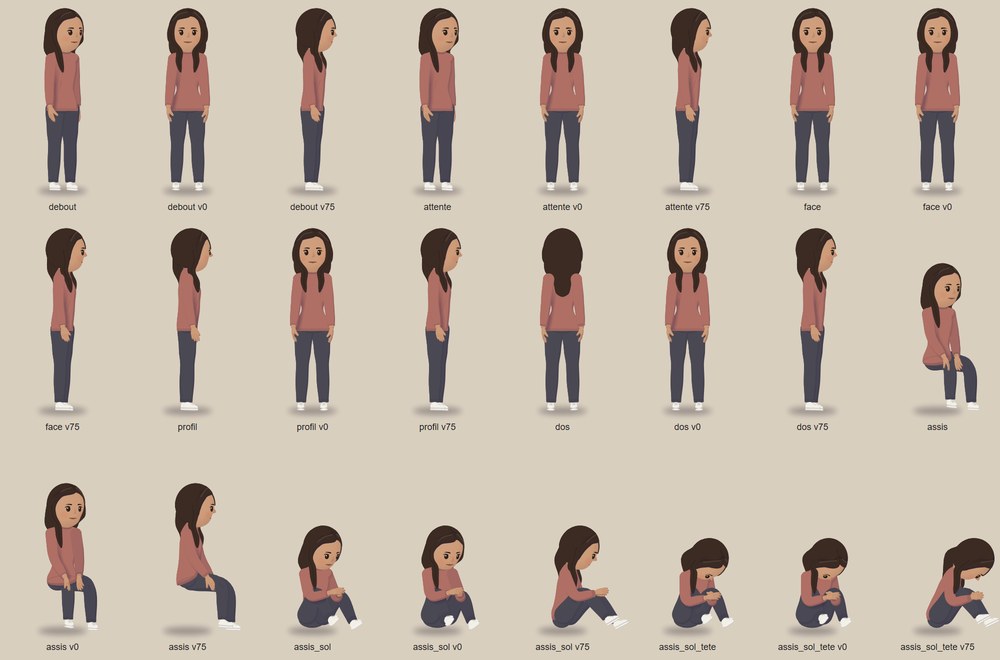 debout
debout v0
debout v75
attente
attente v0
attente v75
face
face v0
face v75
profil
profil v0
profil v75
dos
dos v0
dos v75
assis
assis v0
assis v75
assis_sol
assis_sol v0
assis_sol v75
assis_sol_tete
assis_sol_tete v0
assis_sol_tete v75